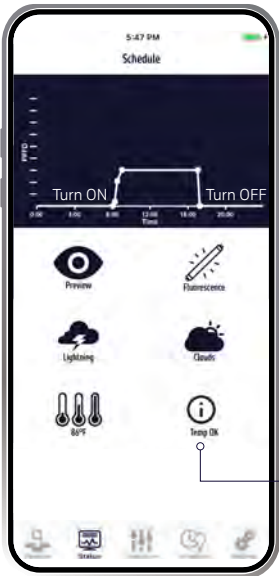 5:47 PM
Schedule
PPFD
Turn ON Turn OFF
0:00 4:00 8:00 12:00 16:00 20:00
Time
Preview Fluorescence
Lightning Clouds
86°F Temp OK
Status